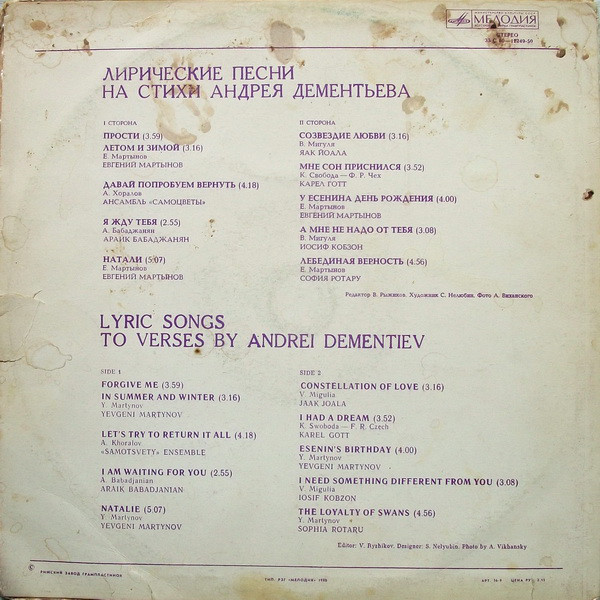 МЕЛОДИЯ
СТЕРЕО
ЛИРИЧЕСКИЕ ПЕСНИ
НА СТИХИ АНДРЕЯ ДЕМЕНТЬЕВА
I СТОРОНА
ПРОСТИ (3.59)
ЛЕТОМ И ЗИМОЙ (3.16)
Е. Мартынов
ЕВГЕНИЙ МАРТЫНОВ
ДАВАЙ ПОПРОБУЕМ ВЕРНУТЬ (4.18)
А. Хоралов
АНСАМБЛЬ «САМОЦВЕТЫ»
Я ЖДУ ТЕБЯ (2.55)
А. Бабаджанян
АРАИК БАБАДЖАНЯН
НАТАЛИ (5.07)
Е. Мартынов
ЕВГЕНИЙ МАРТЫНОВ
II СТОРОНА
СОЗВЕЗДИЕ ЛЮБВИ (3.16)
В. Мигуля
ЯАК ЙОАЛА
МНЕ СОН ПРИСНИЛСЯ (3.52)
К. Свобода — Ф. Р. Чех
КАРЕЛ ГОТТ
У ЕСЕНИНА ДЕНЬ РОЖДЕНИЯ (4.00)
Е. Мартынов
ЕВГЕНИЙ МАРТЫНОВ
А МНЕ НЕ НАДО ОТ ТЕБЯ (3.08)
В. Мигуля
ИОСИФ КОБЗОН
ЛЕБЕДИНАЯ ВЕРНОСТЬ (4.56)
Е. Мартынов
СОФИЯ РОТАРУ
Редактор В. Рыжиков. Художник С. Нелюбин. Фото А.
LYRIC SONGS
TO VERSES BY ANDREI DEMENTIEV
SIDE 1
FORGIVE ME (3.59)
IN SUMMER AND WINTER (3.16)
Y. Martynov
YEVGENI MARTYNOV
LET'S TRY TO RETURN IT ALL (4.18)
A. Khoralov
«SAMOTSVETY» ENSEMBLE
I AM WAITING FOR YOU (2.55)
A. Babadjanian
ARAIK BABADJANIAN
NATALIE (5.07)
Y. Martynov
YEVGENI MARTYNOV
SIDE 2
CONSTELLATION OF LOVE (3.16)
V. Migulia
JAAK JOALA
I HAD A DREAM (3.52)
K. Swoboda — F. R. Czech
KAREL GOTT
ESENIN'S BIRTHDAY (4.00)
Y. Martynov
YEVGENI MARTYNOV
I NEED SOMETHING DIFFERENT FROM YOU (3.08)
V. Migulia
IOSIF KOBZON
THE LOYALTY OF SWANS (4.56)
Y. Martynov
SOPHIA ROTARU
Editor: V. Ryzhikov. Designer: S. Nelyubin. Photo by A. Vikhansky
РИЖСКИЙ ЗАВОД ГРАМПЛАСТИНОК